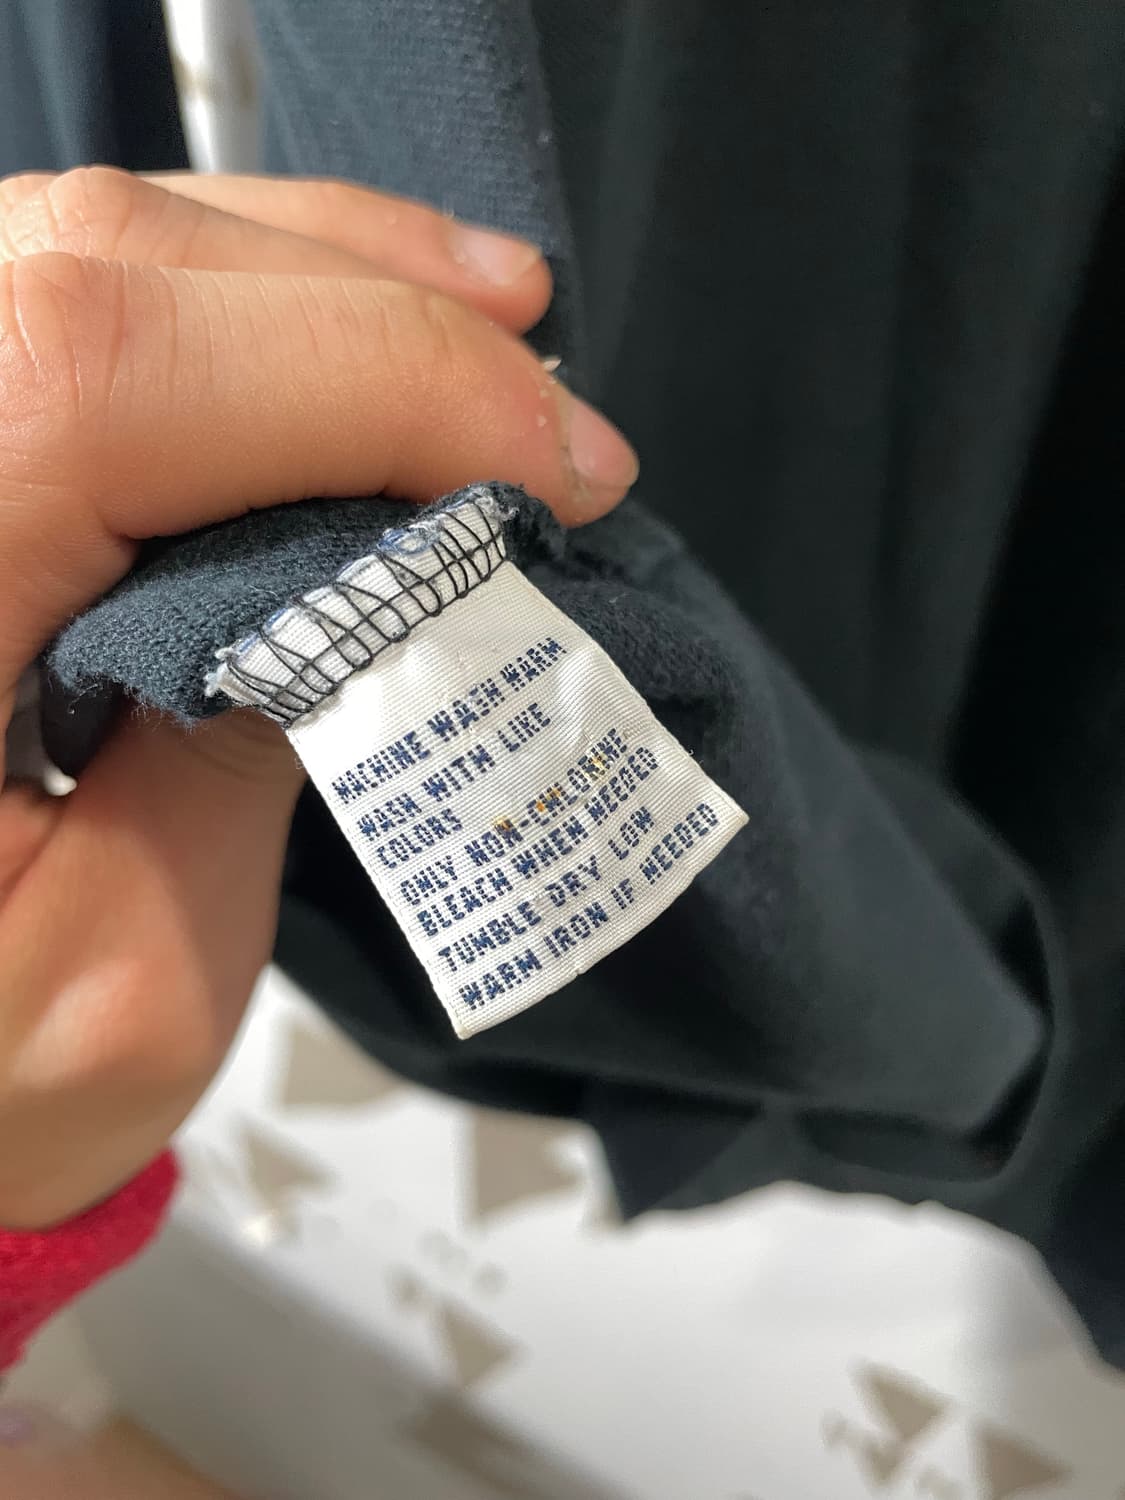 MACHINE WASH WARM
WASH WITH LIKE
COLORS
ONLY NON-CHLORINE
BLEACH WHEN NEEDED
TUMBLE DRY LOW
WARM IRON IF NEEDED